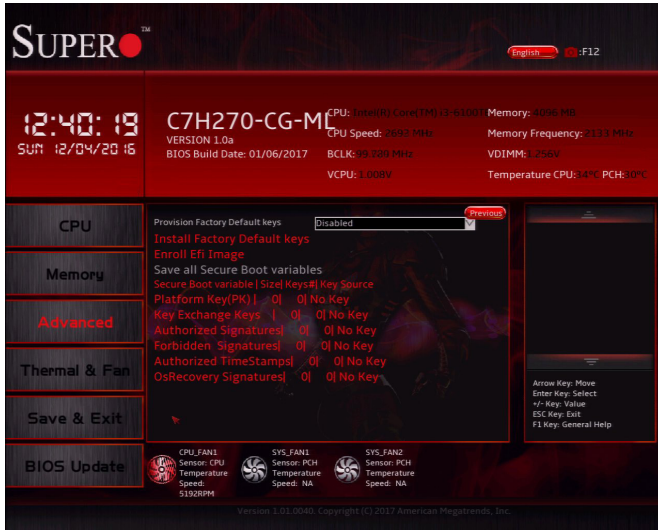 SUPER TM
English :F12
12:40:19
SUN 12/04/2016
C7H270-CG-ML
VERSION 1.0a
BIOS Build Date: 01/06/2017
CPU: Intel(R) Core(TM) i3-6100T
CPU Speed: 2697 MHz
BCLK: 99.789 MHz
VCPU: 1.008V
Memory: 4096 MB
Memory Frequency: 2133 MHz
VDIMM: 1.256V
Temperature CPU: PCH:
CPU
Memory
Advanced
Thermal & Fan
Save & Exit
BIOS Update
Previous
Provision Factory Default keys Disabled
Install Factory Default keys
Enroll Efi Image
Save all Secure Boot variables
Secure Boot variable | Size| Keys#| Key Source
Platform Key(PK) | 0| 0| No Key
Key Exchange Keys | 0| 0| No Key
Authorized Signatures| 0| 0| No Key
Forbidden Signatures| 0| 0| No Key
Authorized TimeStamps| 0| 0| No Key
OsRecovery Signatures| 0| 0| No Key
Arrow Key: Move
Enter Key: Select
+/- Key: Value
ESC Key: Exit
F1 Key: General Help
CPU_FAN1
Sensor: CPU
Temperature
Speed:
5192RPM
SYS_FAN1
Sensor: PCH
Temperature
Speed: NA
SYS_FAN2
Sensor: PCH
Temperature
Speed: NA
Version 1.01.0040. Copyright (C) 2017 American Megatrends, Inc.